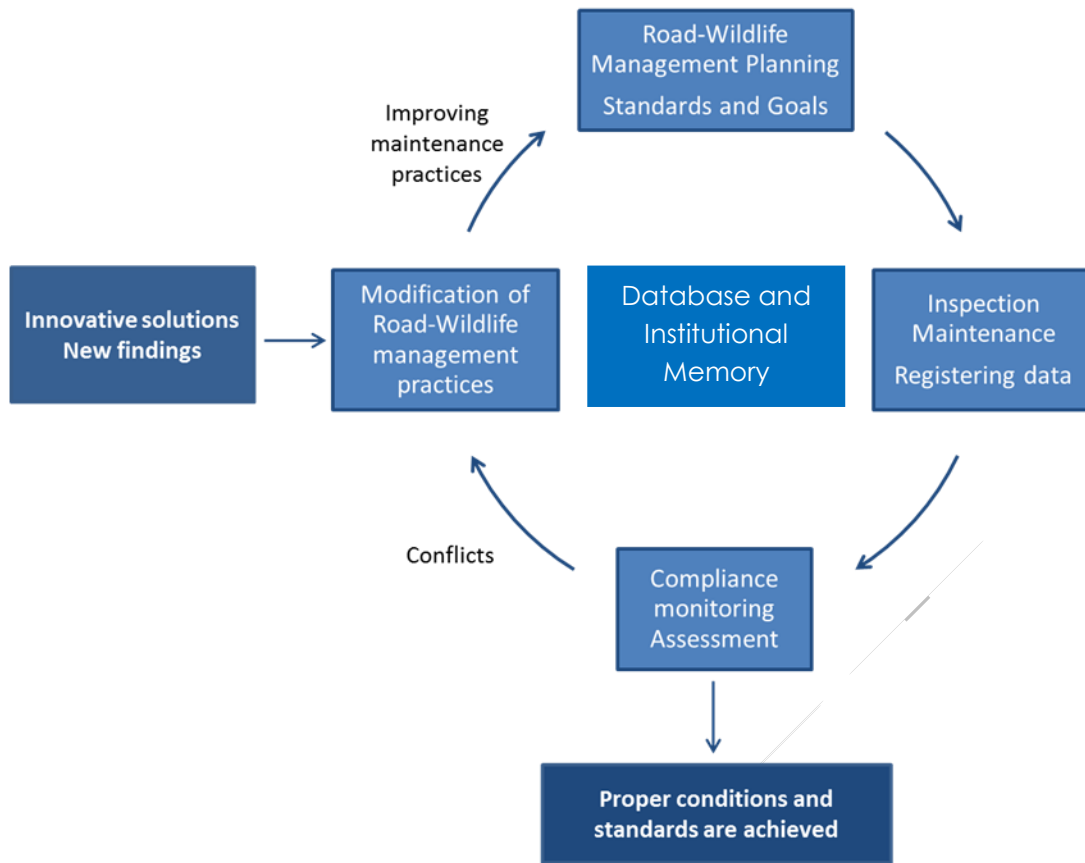 Road-Wildlife
Management Planning
Standards and Goals
Improving
maintenance
practices
Innovative solutions
New findings
Modification of
Road-Wildlife
management
practices
Database and
Institutional
Memory
Inspection
Maintenance
Registering data
Conflicts
Compliance
monitoring
Assessment
Proper conditions and
standards are achieved